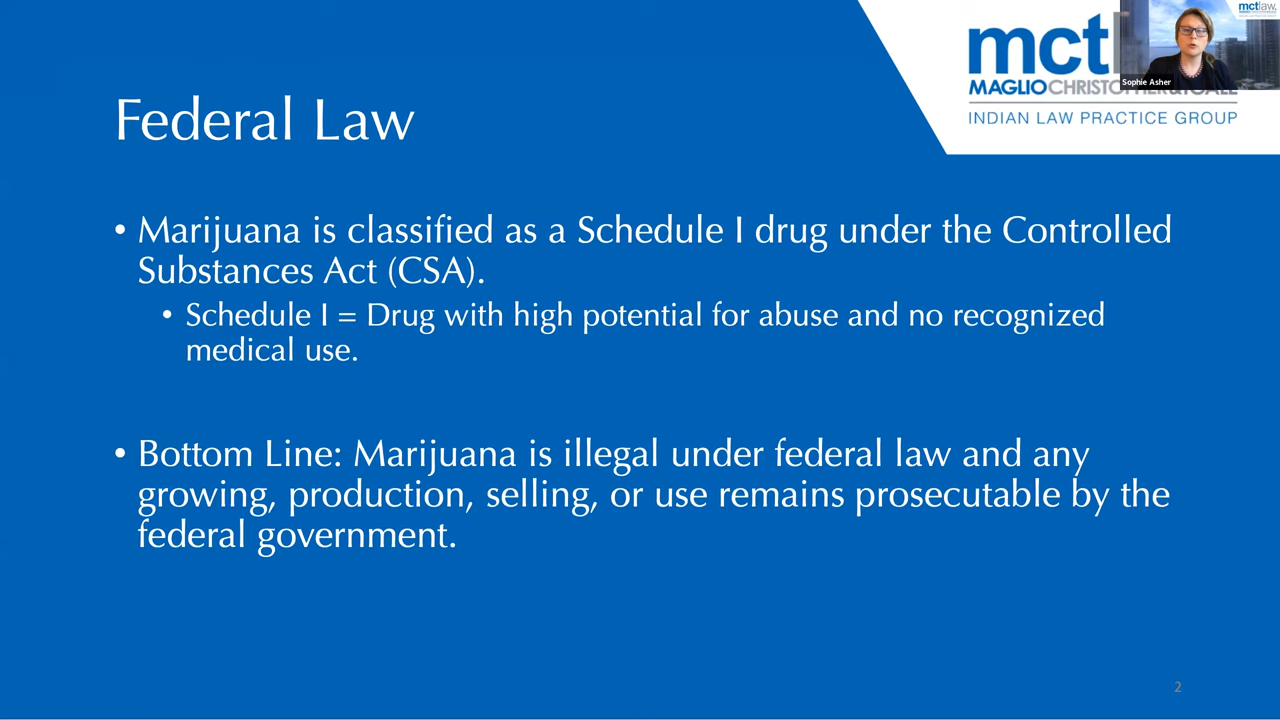 mctlaw.
mct
Sophie Asher
MAGLIO CHRISTOPHER & TOALE
INDIAN LAW PRACTICE GROUP
Federal Law
• Marijuana is classified as a Schedule I drug under the Controlled
Substances Act (CSA).
• Schedule I = Drug with high potential for abuse and no recognized
medical use.
• Bottom Line: Marijuana is illegal under federal law and any
growing, production, selling, or use remains prosecutable by the
federal government.
2